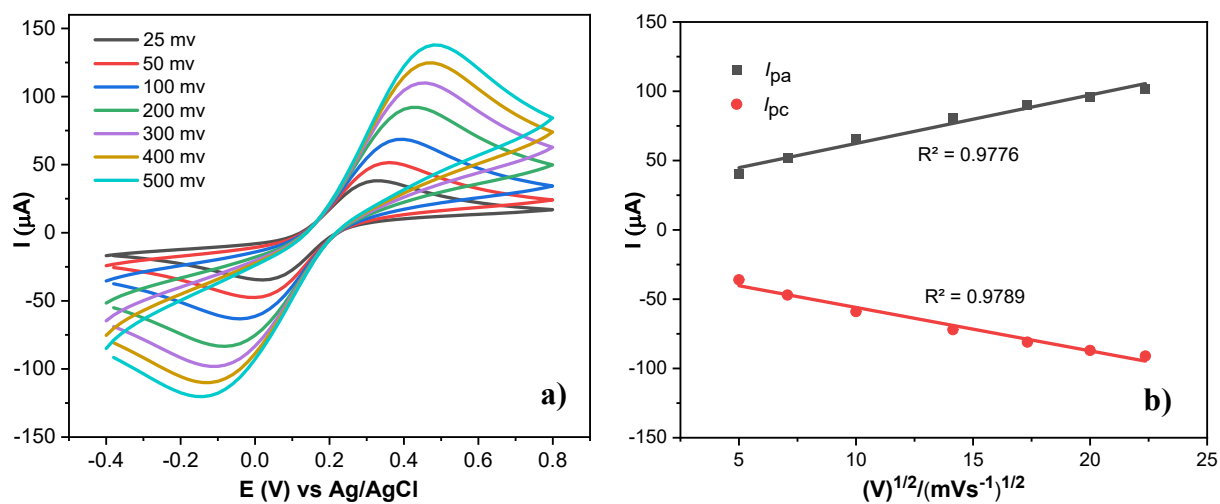 150
100
50
0
-50
-100
-150
I (μA)
25 mv
50 mv
100 mv
200 mv
300 mv
400 mv
500 mv
a)
-0.4
-0.2
0.0
0.2
0.4
0.6
0.8
E (V) vs Ag/AgCl
150
100
50
0
-50
-100
-150
I (μA)
Ipa
Ipc
R² = 0.9776
R² = 0.9789
b)
5
10
15
20
25
(V)^1/2/(mVs⁻¹)^1/2